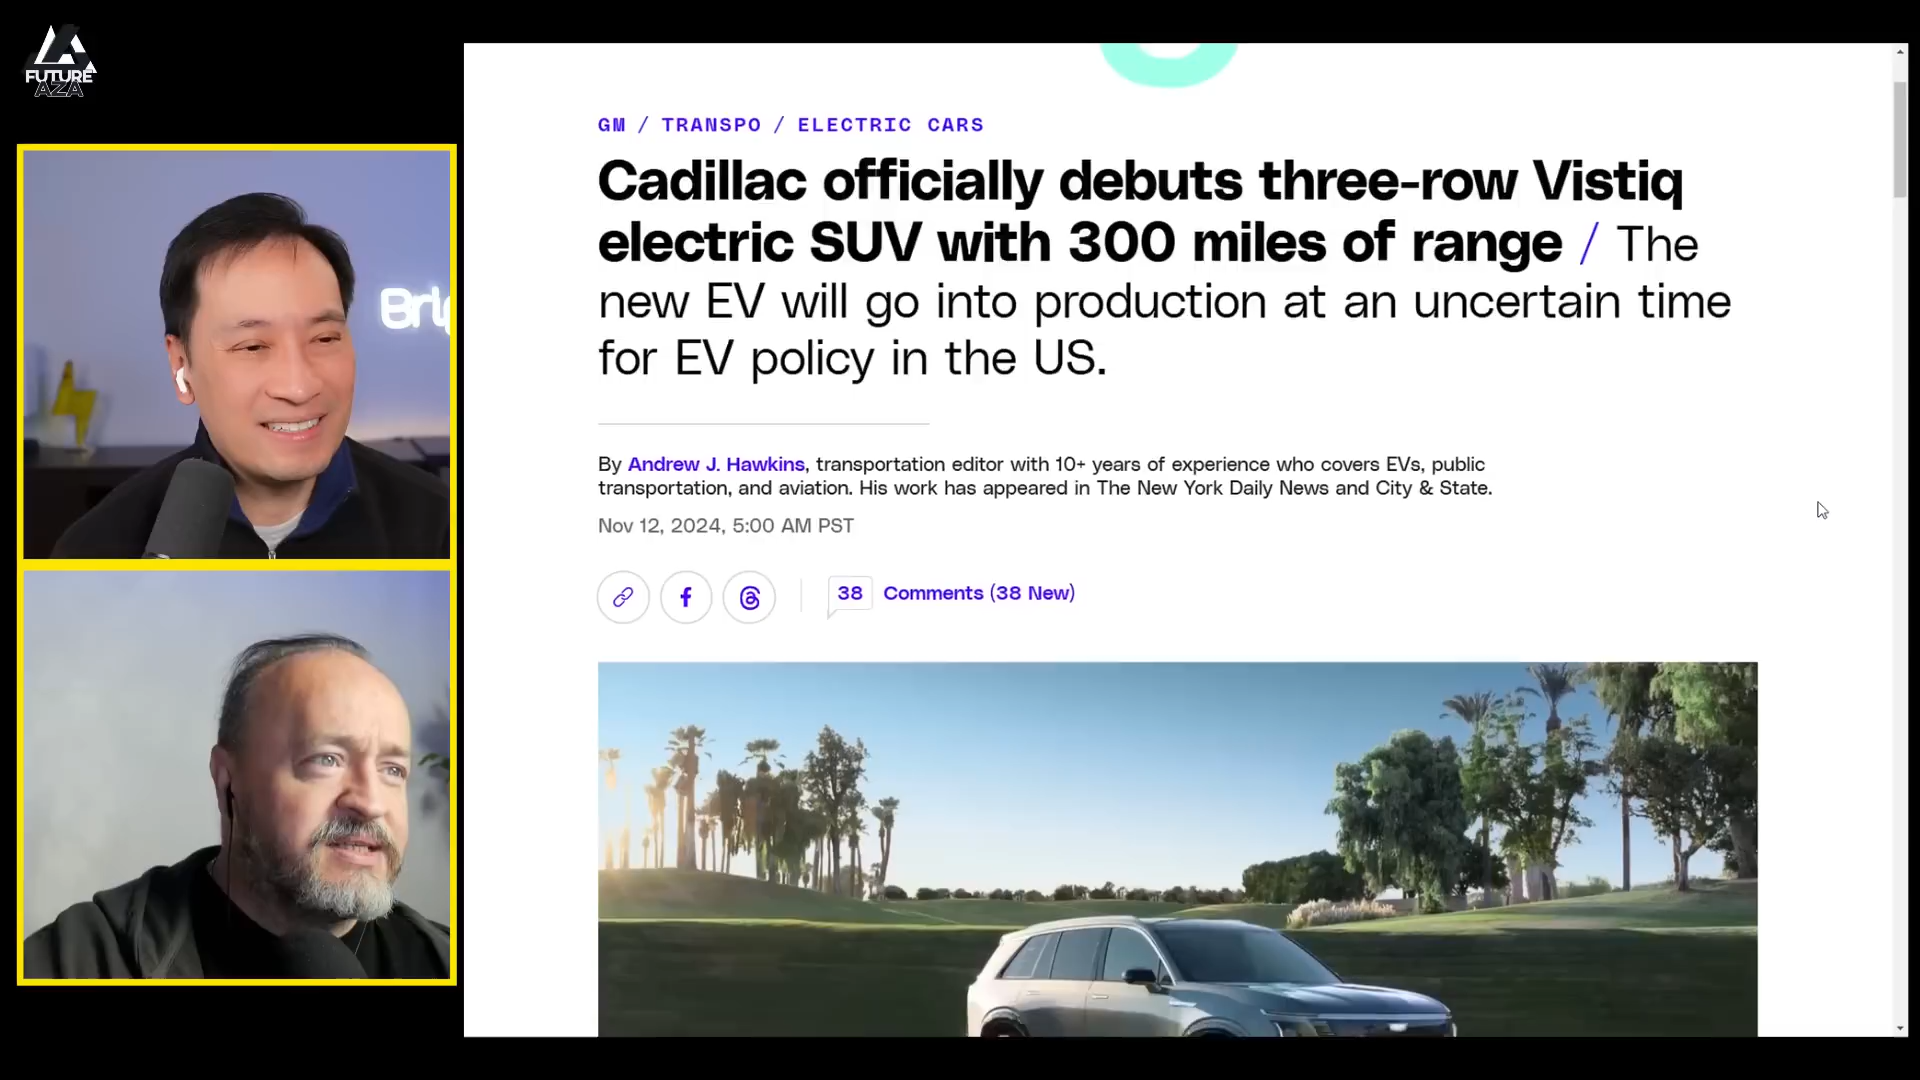 FUTURE
AZA
GM / TRANSPO / ELECTRIC CARS
Cadillac officially debuts three-row Vistiq
electric SUV with 300 miles of range / The
new EV will go into production at an uncertain time
for EV policy in the US.
By Andrew J. Hawkins, transportation editor with 10+ years of experience who covers EVs, public
transportation, and aviation. His work has appeared in The New York Daily News and City & State.
Nov 12, 2024, 5:00 AM PST
38 Comments (38 New)